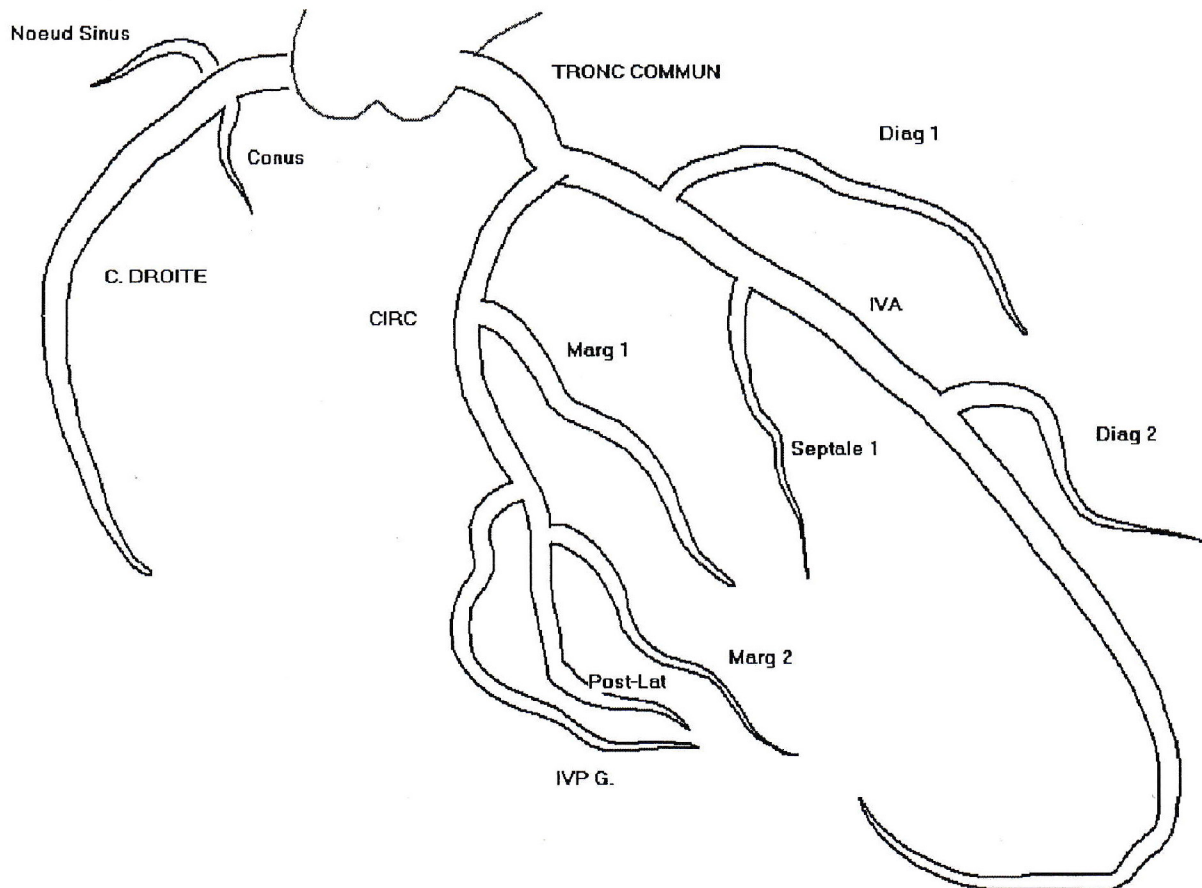 Noeud Sinus
TRONC COMMUN
Diag 1
Conus
C. DROITE
CIRC
IVA
Marg 1
Septale 1
Diag 2
Marg 2
Post-Lat
IVP G.